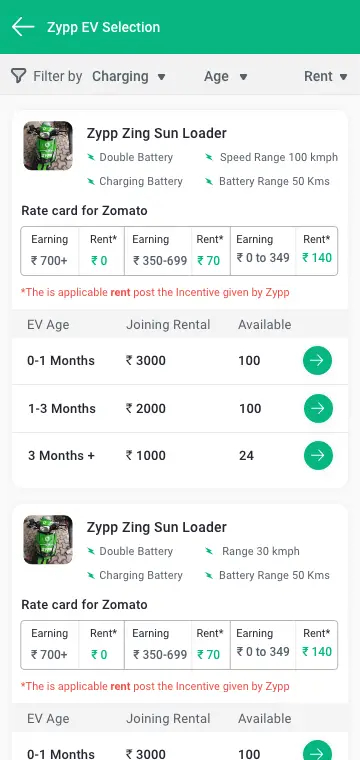 Zypp EV Selection
Filter by Charging ▼ Age ▼ Rent ▼
Zypp Zing Sun Loader
Double Battery Speed Range 100 kmph
Charging Battery Battery Range 50 Kms
Rate card for Zomato
Earning Rent* Earning Rent* Earning Rent*
₹ 700+ ₹ 0 ₹ 350-699 ₹ 70 ₹ 0 to 349 ₹ 140
*The is applicable rent post the Incentive given by Zypp
EV Age Joining Rental Available
0-1 Months ₹ 3000 100
1-3 Months ₹ 2000 100
3 Months + ₹ 1000 24
Zypp Zing Sun Loader
Double Battery Range 30 kmph
Charging Battery Battery Range 50 Kms
Rate card for Zomato
Earning Rent* Earning Rent* Earning Rent*
₹ 700+ ₹ 0 ₹ 350-699 ₹ 70 ₹ 0 to 349 ₹ 140
*The is applicable rent post the Incentive given by Zypp
EV Age Joining Rental Available
0-1 Months ₹ 3000 100